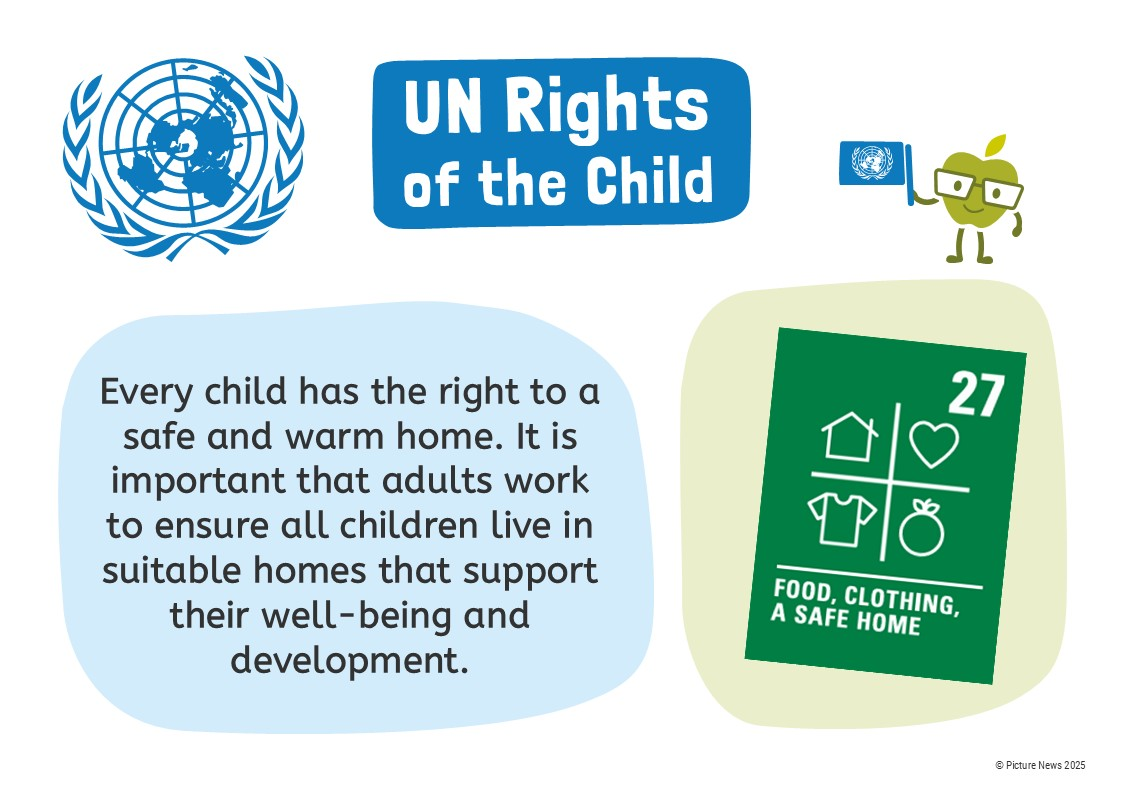 UN Rights
of the Child
Every child has the right to a
safe and warm home. It is
important that adults work
to ensure all children live in
suitable homes that support
their well-being and
development.
27
FOOD, CLOTHING,
A SAFE HOME
© Picture News 2025